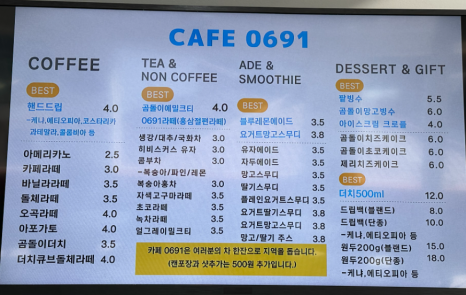 CAFE 0691
COFFEE
BEST
핸드드립 4.0
-케냐,에티오피아,코스타리카
과테말라,콜롬비아 등
아메리카노 2.5
카페라떼 3.0
바닐라라떼 3.5
돌체라떼 3.5
오곡라떼 4.0
아포가토 4.0
곰돌이더치 3.5
더치큐브돌체라떼 4.0
TEA &
NON COFFEE
BEST
곰돌이메밀크티 4.0
0691라떼(홍삼절편라떼)
생강/대추/국화차 3.0
히비스커스 유자 3.0
콤부차 3.0
-복숭아/파인/레몬
복숭아홍차 3.0
자색고구마라떼 3.5
초코라떼 3.5
녹차라떼 3.5
얼그레이밀크티 3.5
ADE &
SMOOTHIE
BEST
블루레몬에이드 3.5
요거트망고스무디 3.8
유자에이드 3.5
자두에이드 3.5
망고스무디 3.5
딸기스무디 3.5
플레인요거트스무디 3.5
요거트딸기스무디 3.8
요거트망고스무디 3.8
망고/딸기 주스 3.8
카페 0691은 여러분의 차 한잔으로 지역을 돕습니다.
(캔포장과 샷추가는 500원 추가입니다.)
DESSERT & GIFT
BEST
팥빙수 5.5
곰돌이망고빙수 6.0
아이스크림 크로플 4.0
곰돌이치즈케이크 6.0
곰돌이초코케이크 6.0
제리치즈케이크 6.0
BEST
더치500ml 12.0
드립백(블랜드) 8.0
드립백(단종) 10.0
-케냐,에티오피아 등
원두200g(블랜드) 15.0
원두200g(단종) 18.0
-케냐,에티오피아 등